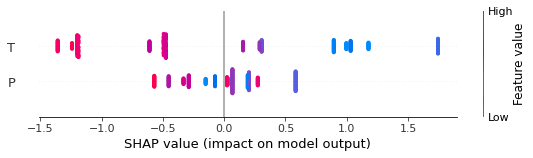 High
T
P
Feature value
Low
−1.5 −1.0 −0.5 0.0 0.5 1.0 1.5
SHAP value (impact on model output)